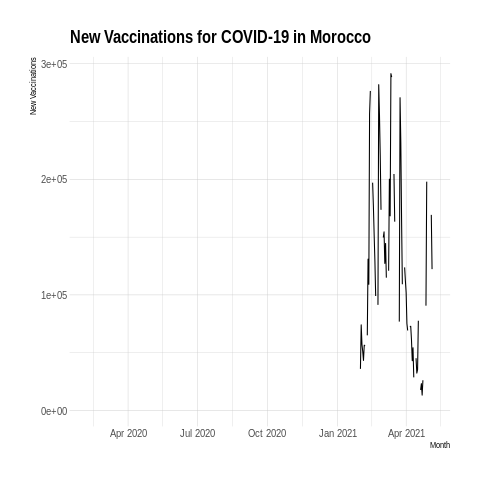 New Vaccinations for COVID-19 in Morocco
New Vaccinations
3e+05
2e+05
1e+05
0e+00
Apr 2020 Jul 2020 Oct 2020 Jan 2021 Apr 2021
Month